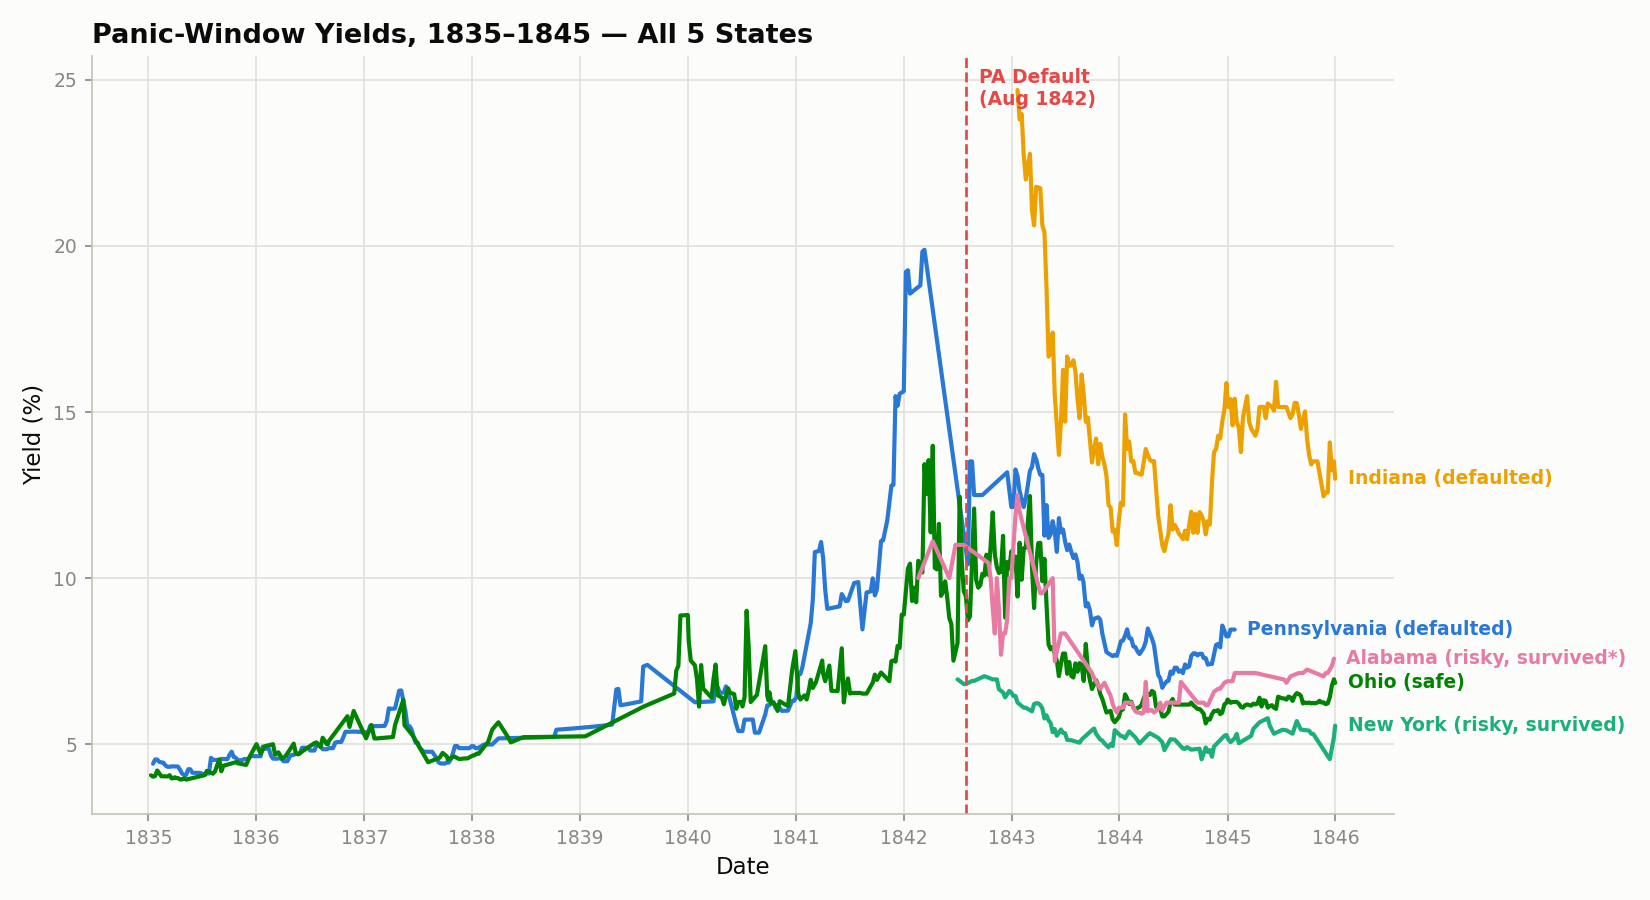 Panic-Window Yields, 1835–1845 — All 5 States
PA Default
(Aug 1842)
25
20
15
10
5
Yield (%)
Indiana (defaulted)
Pennsylvania (defaulted)
Alabama (risky, survived*)
Ohio (safe)
New York (risky, survived)
1835 1836 1837 1838 1839 1840 1841 1842 1843 1844 1845 1846
Date